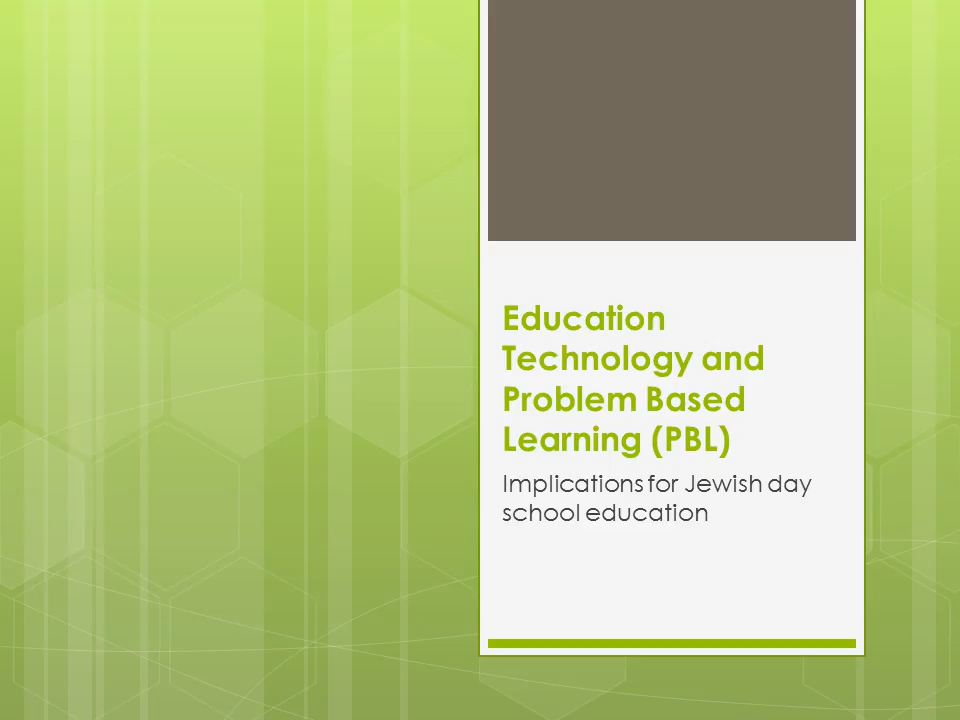 Education
Technology and
Problem Based
Learning (PBL)
Implications for Jewish day
school education